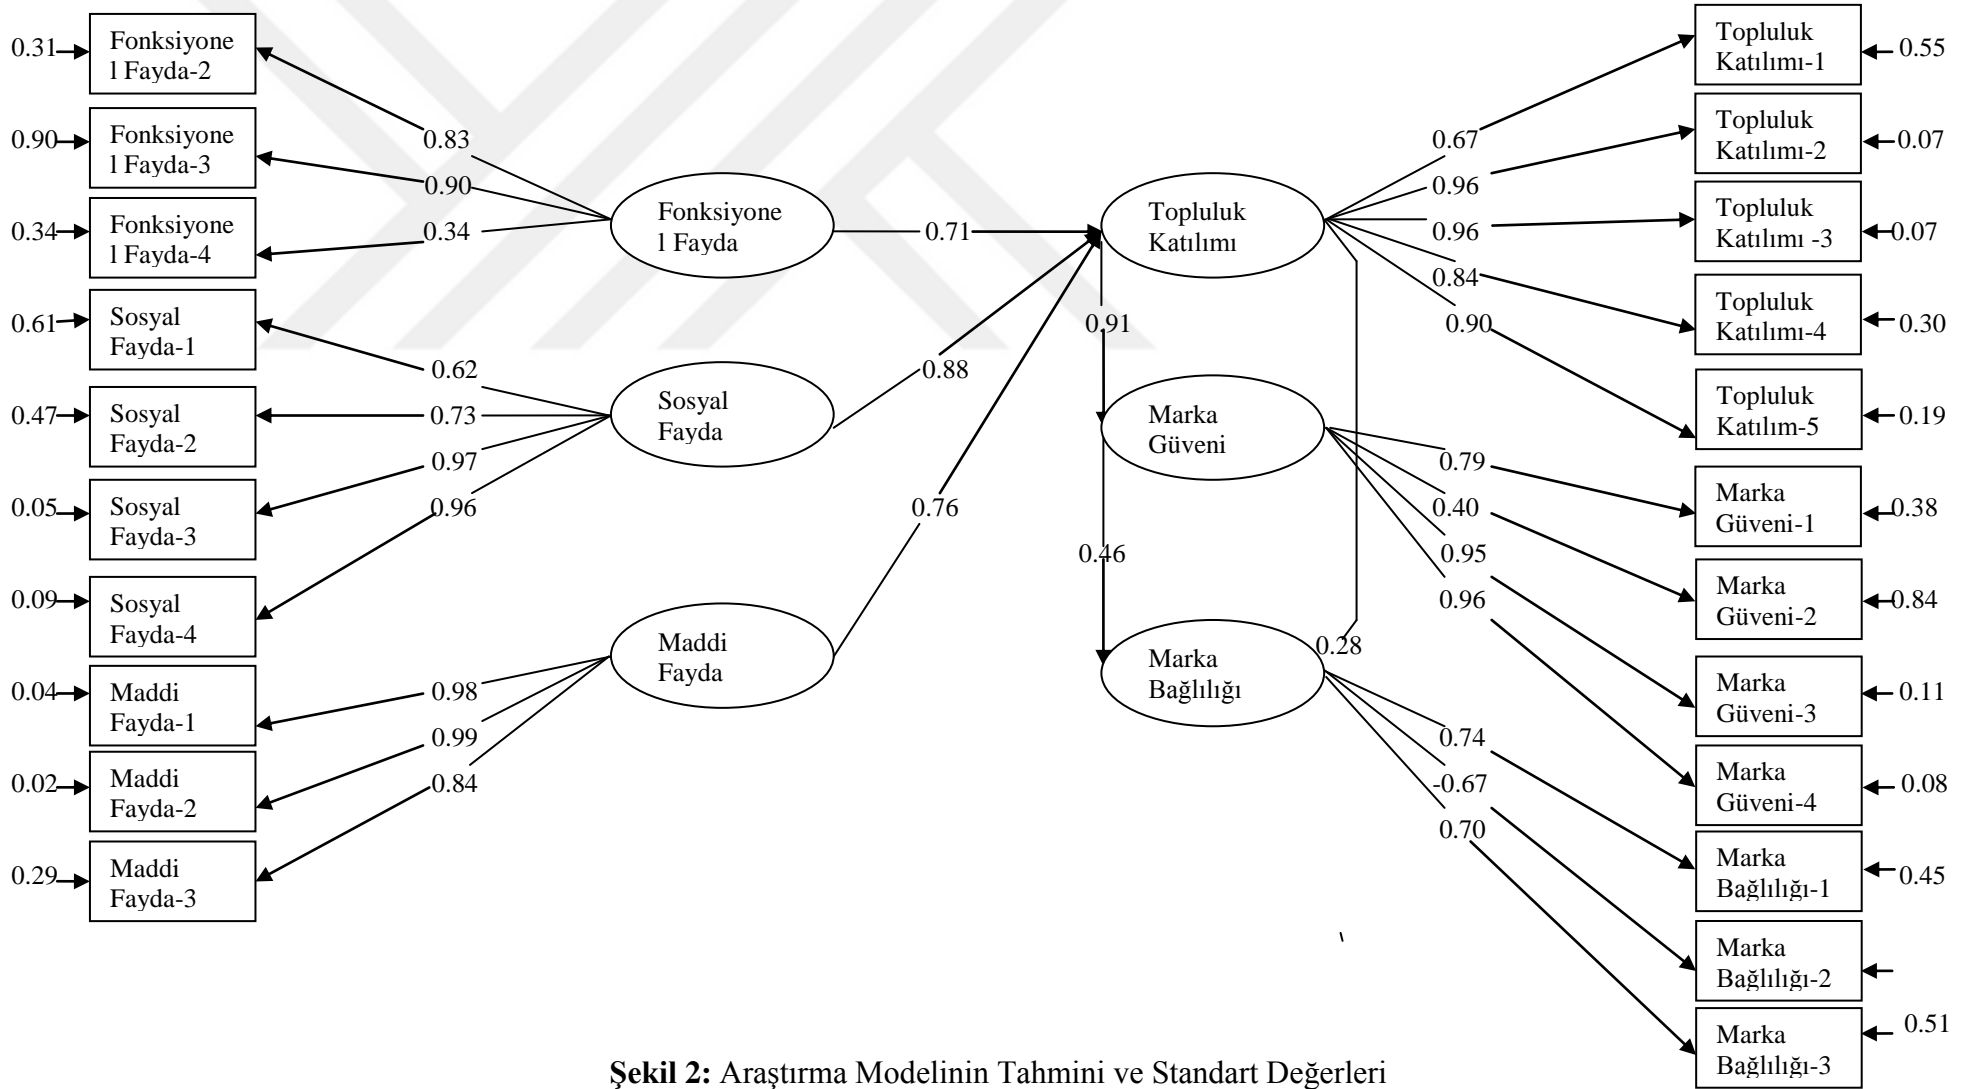 0.31
Fonksiyone
l Fayda-2
0.90
Fonksiyone
l Fayda-3
0.34
Fonksiyone
l Fayda-4
0.61
Sosyal
Fayda-1
0.47
Sosyal
Fayda-2
0.05
Sosyal
Fayda-3
0.09
Sosyal
Fayda-4
0.04
Maddi
Fayda-1
0.02
Maddi
Fayda-2
0.29
Maddi
Fayda-3
0.83
0.90
0.34
0.62
0.73
0.97
0.96
0.98
0.99
0.84
Fonksiyone
l Fayda
Sosyal
Fayda
Maddi
Fayda
0.71
0.88
0.76
Topluluk
Katılımı
0.91
Marka
Güveni
0.46
Marka
Bağlılığı
0.28
0.67
0.96
0.96
0.84
0.90
0.79
0.40
0.95
0.96
0.74
-0.67
0.70
Topluluk
Katılımı-1
0.55
Topluluk
Katılımı-2
0.07
Topluluk
Katılımı -3
0.07
Topluluk
Katılımı-4
0.30
Topluluk
Katılım-5
0.19
Marka
Güveni-1
0.38
Marka
Güveni-2
0.84
Marka
Güveni-3
0.11
Marka
Güveni-4
0.08
Marka
Bağlılığı-1
0.45
Marka
Bağlılığı-2
Marka
Bağlılığı-3
0.51
Şekil 2: Araştırma Modelinin Tahmini ve Standart Değerleri